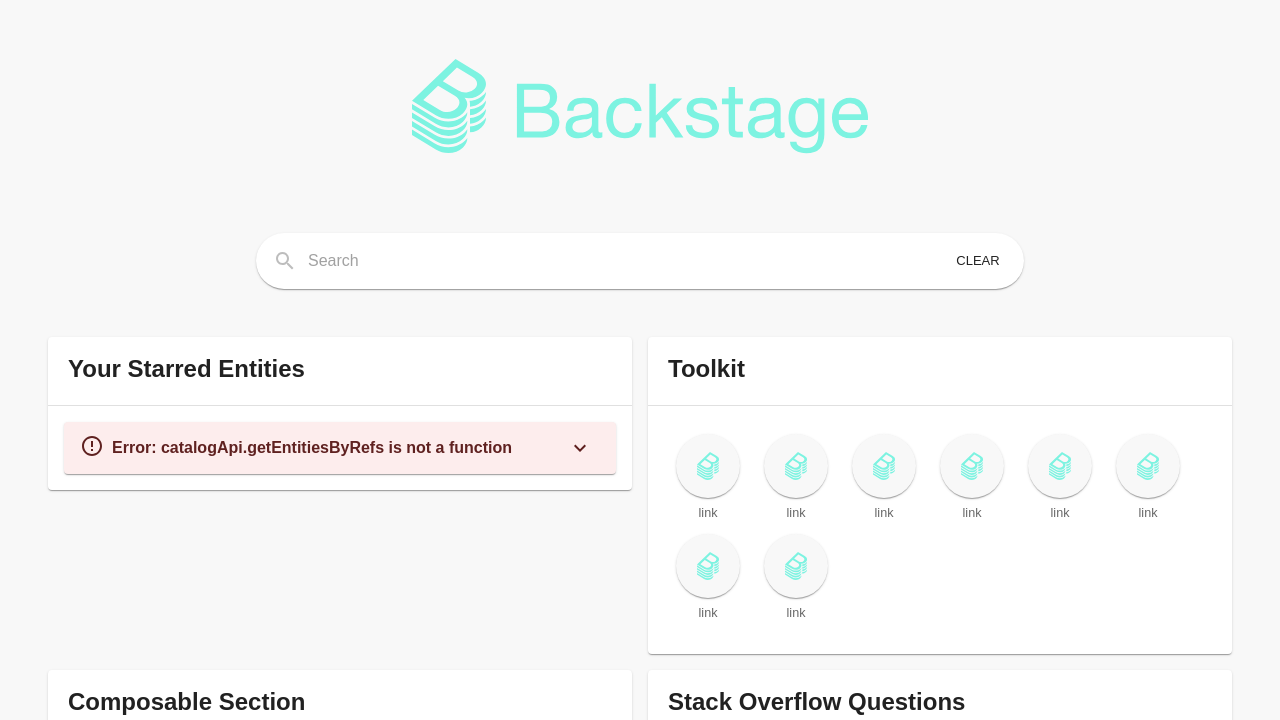 Backstage
Search
CLEAR
Your Starred Entities
Error: catalogApi.getEntitiesByRefs is not a function
Toolkit
link link link link link link
link link
Composable Section
Stack Overflow Questions